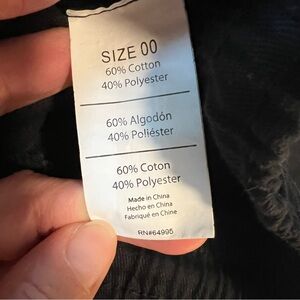 SIZE 00
60% Cotton
40% Polyester
60% Algodón
40% Poliéster
60% Coton
40% Polyester
Made in China
Hecho en China
Fabriqué en Chine
RN#64995